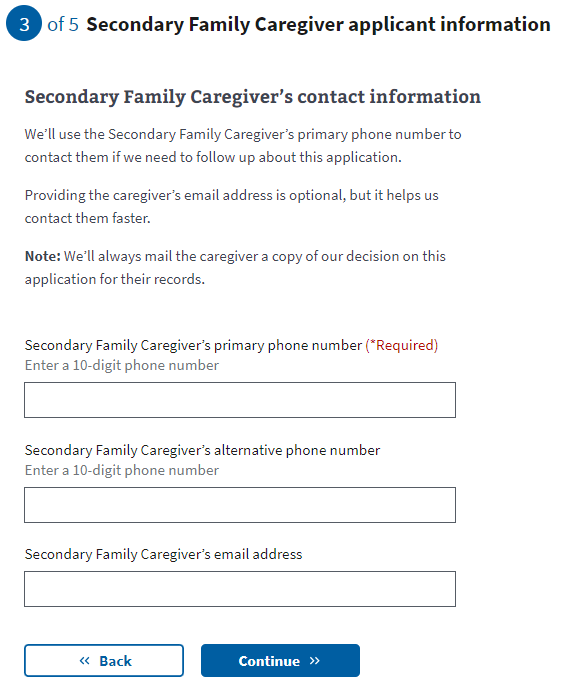 3 of 5 Secondary Family Caregiver applicant information
Secondary Family Caregiver’s contact information
We’ll use the Secondary Family Caregiver’s primary phone number to
contact them if we need to follow up about this application.
Providing the caregiver’s email address is optional, but it helps us
contact them faster.
Note: We’ll always mail the caregiver a copy of our decision on this
application for their records.
Secondary Family Caregiver’s primary phone number (*Required)
Enter a 10-digit phone number
Secondary Family Caregiver’s alternative phone number
Enter a 10-digit phone number
Secondary Family Caregiver’s email address
« Back
Continue »